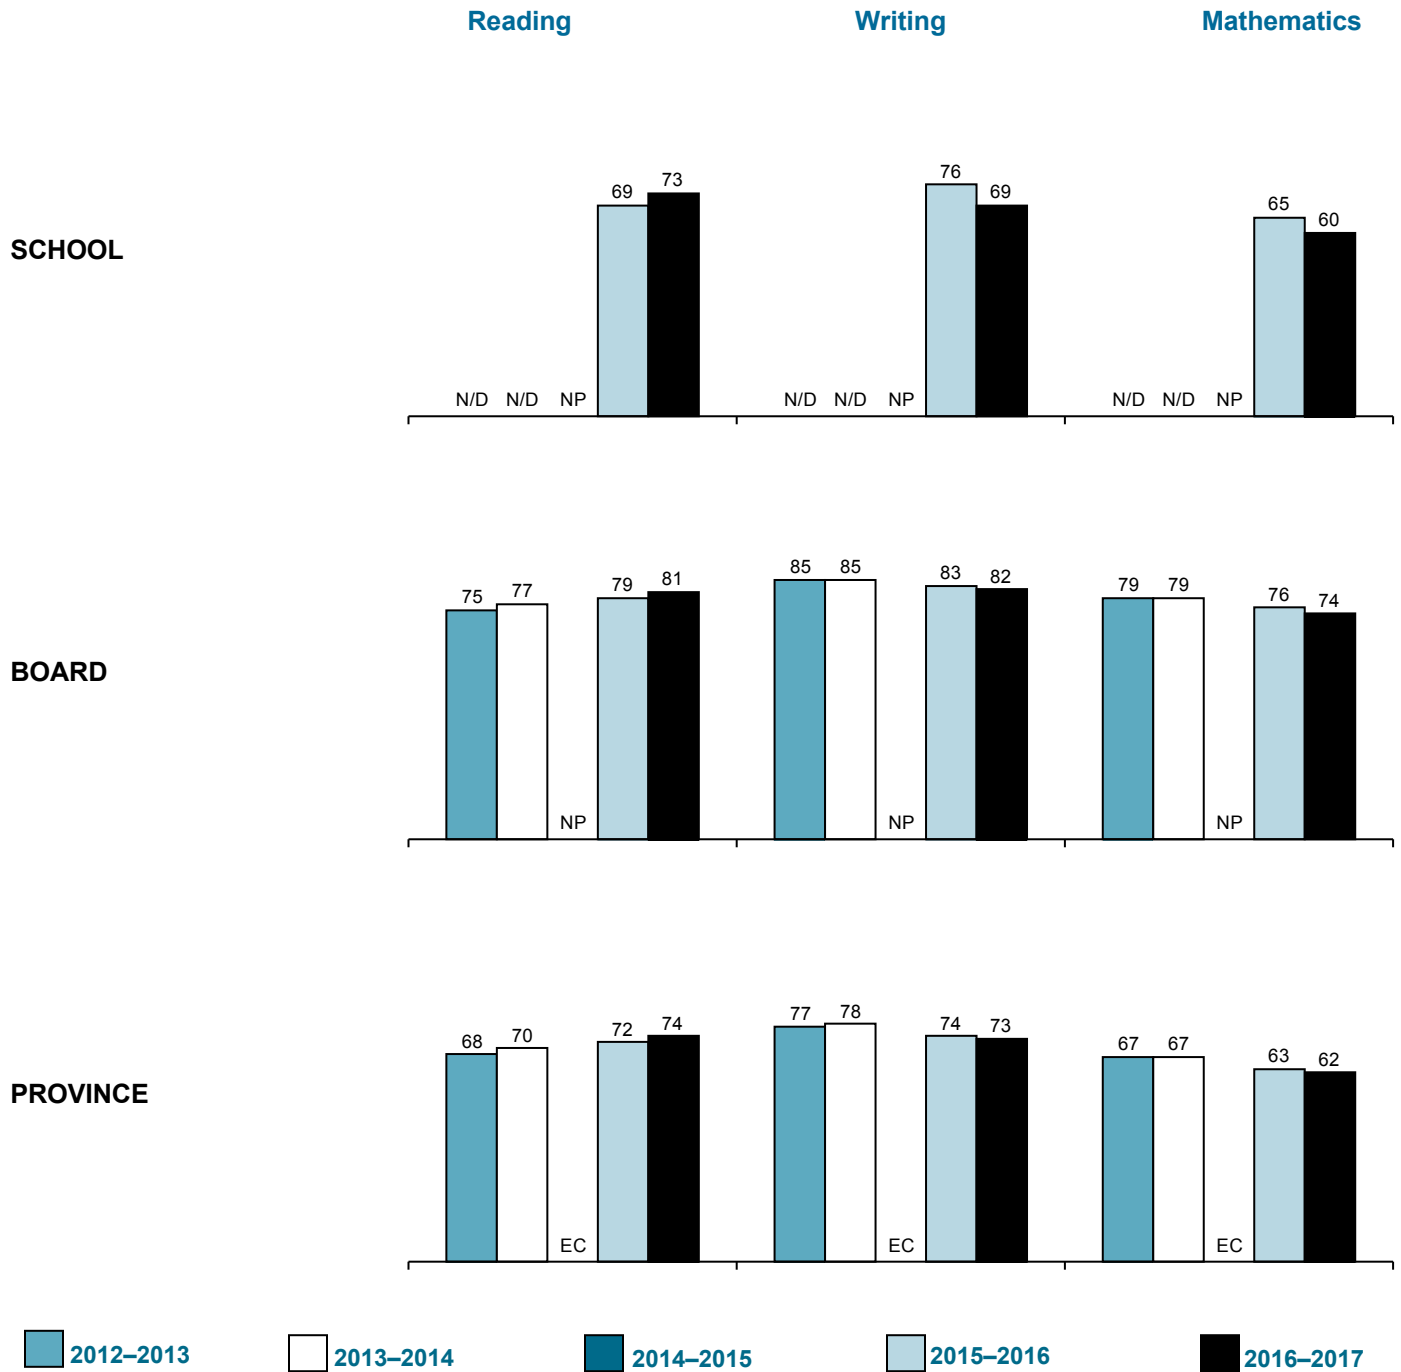 Reading Writing Mathematics
SCHOOL
69 73 76 69 65 60
N/D N/D NP N/D N/D NP N/D N/D NP
BOARD
75 77 79 81 85 85 83 82 79 79 76 74
NP NP NP
PROVINCE
68 70 72 74 77 78 74 73 67 67 63 62
EC EC EC
2012–2013 2013–2014 2014–2015 2015–2016 2016–2017